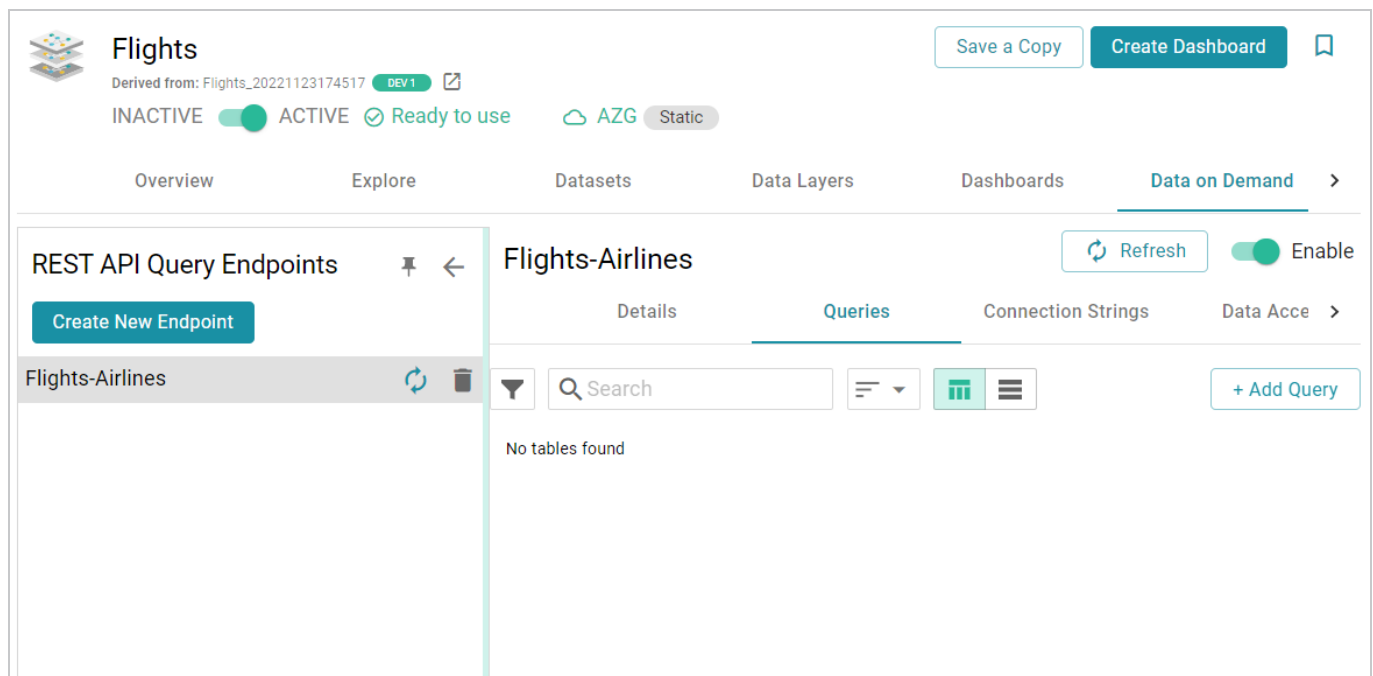 Flights
Save a Copy
Create Dashboard
Derived from: Flights_20221123174517 DEV 1
INACTIVE ACTIVE Ready to use AZG Static
Overview Explore Datasets Data Layers Dashboards Data on Demand
REST API Query Endpoints
Create New Endpoint
Flights-Airlines
Flights-Airlines
Refresh Enable
Details Queries Connection Strings Data Acce
Search
+ Add Query
No tables found